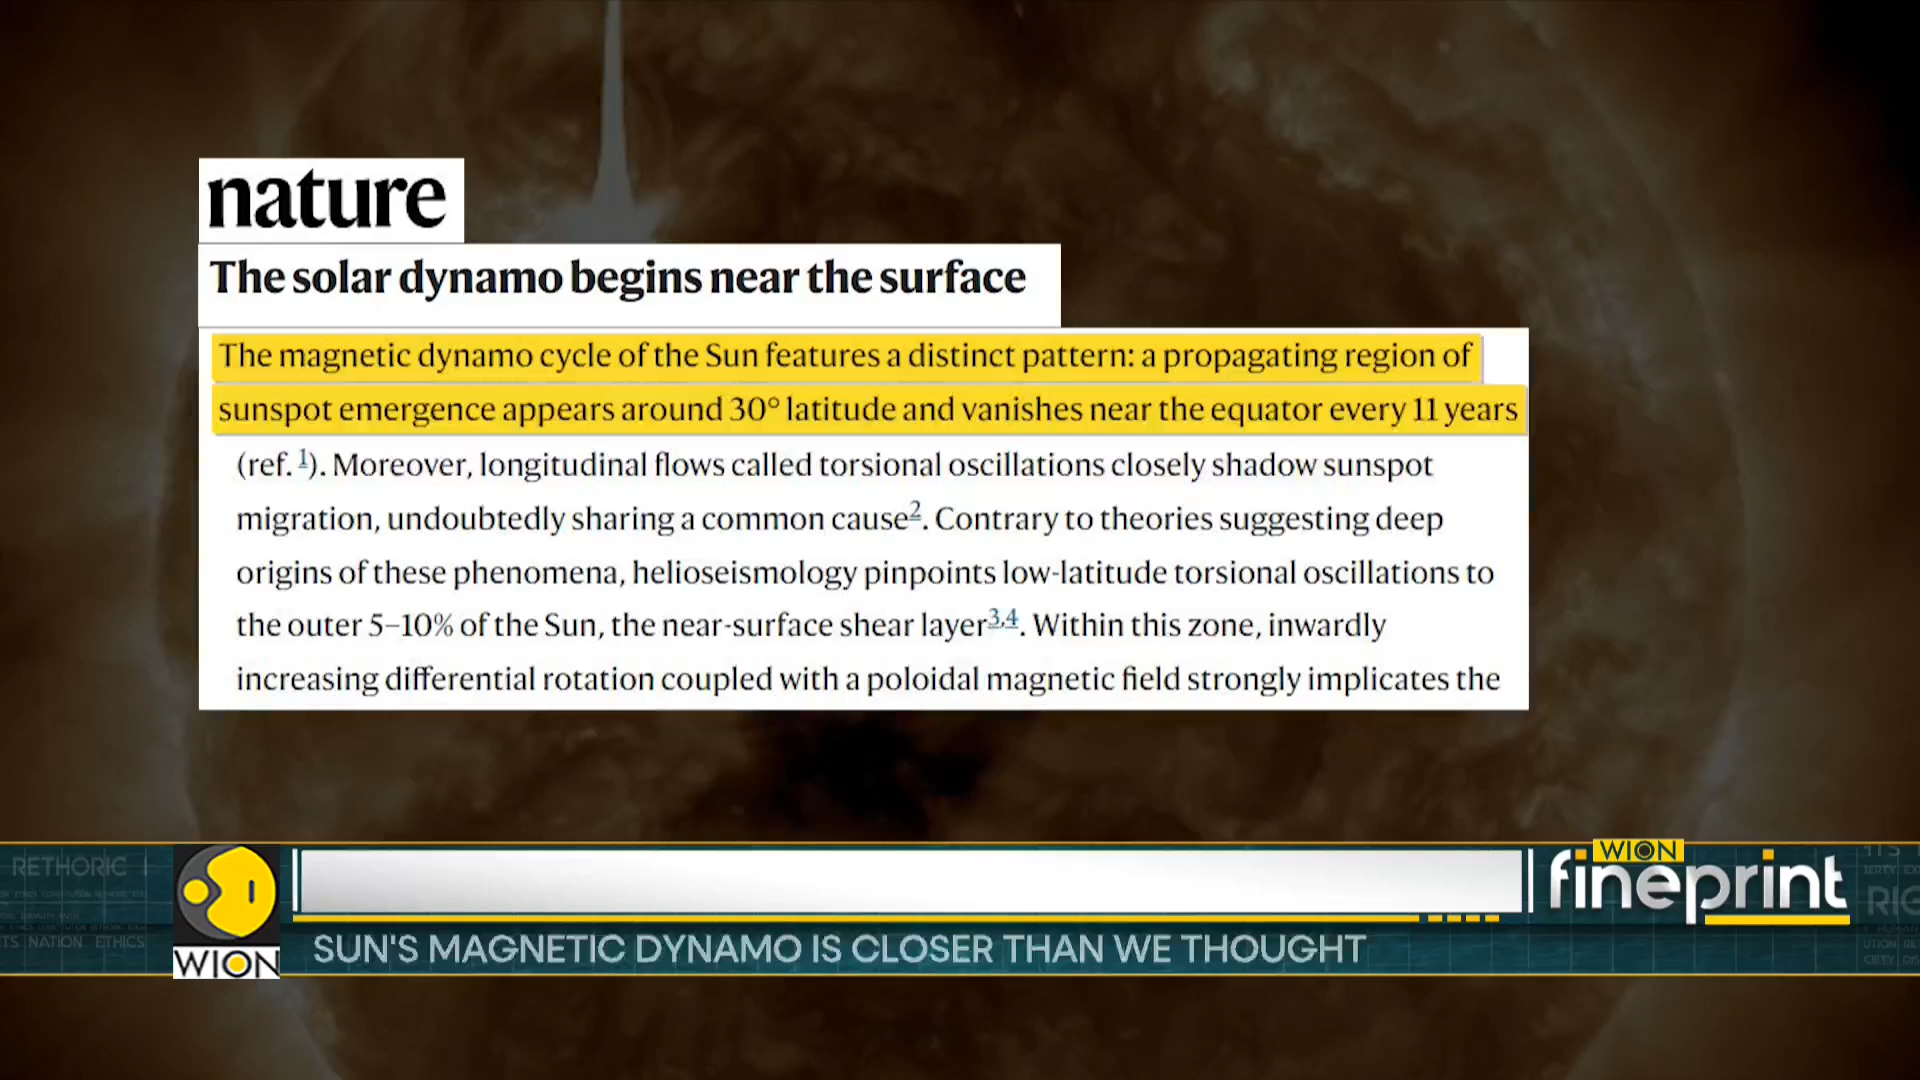 nature
The solar dynamo begins near the surface
The magnetic dynamo cycle of the Sun features a distinct pattern: a propagating region of
sunspot emergence appears around 30° latitude and vanishes near the equator every 11 years
(ref. 1). Moreover, longitudinal flows called torsional oscillations closely shadow sunspot
migration, undoubtedly sharing a common cause2. Contrary to theories suggesting deep
origins of these phenomena, helioseismology pinpoints low-latitude torsional oscillations to
the outer 5–10% of the Sun, the near-surface shear layer3,4. Within this zone, inwardly
increasing differential rotation coupled with a poloidal magnetic field strongly implicates the
RETHORIC
NATION ETHICS
WION
WION
fineprint
SUN'S MAGNETIC DYNAMO IS CLOSER THAN WE THOUGHT